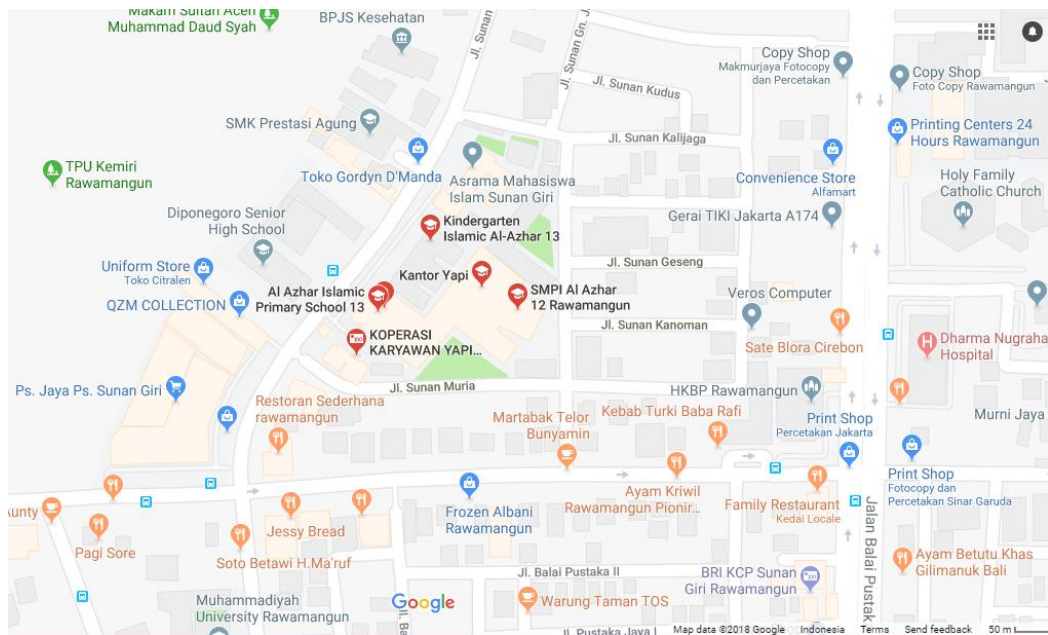 Makam Sultan Aceh
Muhammad Daud Syah
BPJS Kesehatan
Jl. Sunan
Jl. Sunan Gn. J
Copy Shop
Makmurjaya Fotocopy
dan Percetakan
Copy Shop
Foto Copy Rawamangun
Jl. Sunan Kudus
SMK Prestasi Agung
Jl. Sunan Kalijaga
Printing Centers 24
Hours Rawamangun
TPU Kemiri
Rawamangun
Toko Gordyn D'Manda
Asrama Mahasiswa
Islam Sunan Giri
Convenience Store
Alfamart
Holy Family
Catholic Church
Diponegoro Senior
High School
Kindergarten
Islamic Al-Azhar 13
Gerai TIKI Jakarta A174
Uniform Store
Toko Citralen
Kantor Yapi
Jl. Sunan Geseng
Al Azhar Islamic
Primary School 13
SMPI Al Azhar
12 Rawamangun
Veros Computer
QZM COLLECTION
Jl. Sunan Kanoman
KOPERASI
KARYAWAN YAPI...
Sate Blora Cirebon
Dharma Nugraha
Hospital
Jl. Sunan Muria
HKBP Rawamangun
Ps. Jaya Ps. Sunan Giri
Restoran Sederhana
rawamangun
Martabak Telor
Bunyamin
Kebab Turki Baba Rafi
Print Shop
Percetakan Jakarta
Murni Jaya
Print Shop
Fotocopy dan
Percetakan Sinar Garuda
Aunty
Frozen Albani
Rawamangun
Ayam Kriwil
Rawamangun Pionir...
Family Restaurant
Kedai Locale
Jalan Balai Pustak
Pagi Sore
Jessy Bread
Soto Betawi H.Ma'ruf
Ayam Betutu Khas
Gilimanuk Bali
Jl. Balai Pustaka II
BRI KCP Sunan
Giri Rawamangun
Muhammadiyah
University Rawamangun
Google
Jl. Ba
Warung Taman TOS
Jl. Pustaka Jaya I
Map data ©2018 Google Indonesia Terms Send feedback 50 m